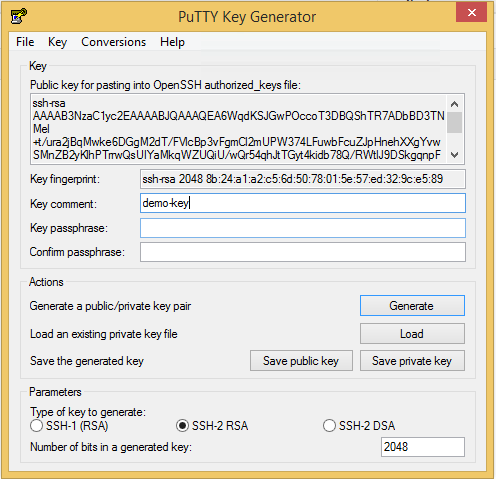 PuTTY Key Generator
File Key Conversions Help
Key
Public key for pasting into OpenSSH authorized_keys file:
ssh-rsa
AAAAB3NzaC1yc2EAAAABJQAAAQEA6WqdKSJGwPOccoT3DBQShTR7ADbBD3TN
Mel
+t/ura2jBqMwke6DGgM2dT/FVlcBp3vFgmCl2mUPW374LFuwbFcuZJpHnehXXgYvw
SMnZB2yKlhPTrrwQsUlYaMkqWZUQiU/wQr54qhJtTGyt4kidb78Q/RWtlJ9DSkgqnpF
Key fingerprint:
ssh-rsa 2048 8b:24:a1:a2:c5:6d:50:78:01:5e:57:ed:32:9c:e5:89
Key comment:
demo-key
Key passphrase:
Confirm passphrase:
Actions
Generate a public/private key pair
Generate
Load an existing private key file
Load
Save the generated key
Save public key
Save private key
Parameters
Type of key to generate:
SSH-1 (RSA)
SSH-2 RSA
SSH-2 DSA
Number of bits in a generated key:
2048